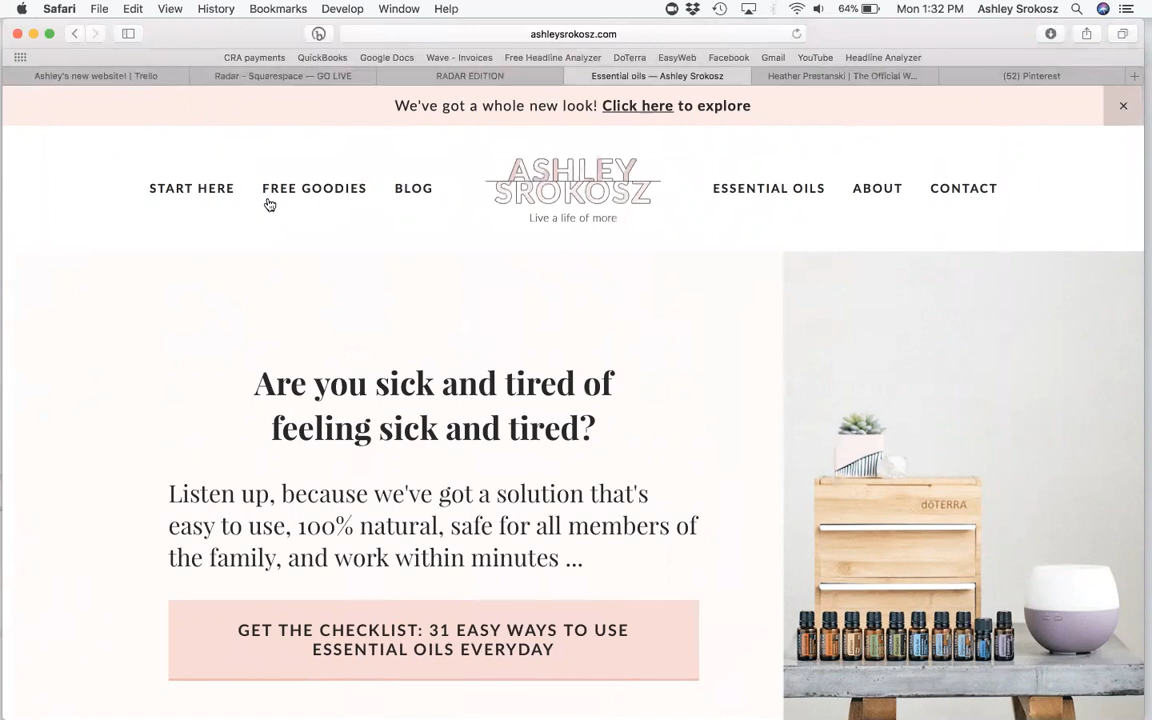 Safari File Edit View History Bookmarks Develop Window Help 64% Mon 1:32 PM Ashley Srokosz
ashleysrokosz.com
CRA payments QuickBooks Google Docs Wave - Invoices Free Headline Analyzer DoTerra EasyWeb Facebook Gmail YouTube Headline Analyzer
Ashley's new website! | Trello Radar - Squarespace — GO LIVE RADAR EDITION Essential oils — Ashley Srokosz Heather Prestanski | The Official W... (52) Pinterest
We've got a whole new look! Click here to explore
START HERE FREE GOODIES BLOG
ASHLEY
SROKOSZ
Live a life of more
ESSENTIAL OILS ABOUT CONTACT
Are you sick and tired of
feeling sick and tired?
Listen up, because we've got a solution that's
easy to use, 100% natural, safe for all members of
the family, and work within minutes ...
GET THE CHECKLIST: 31 EASY WAYS TO USE
ESSENTIAL OILS EVERYDAY
dōTERRA